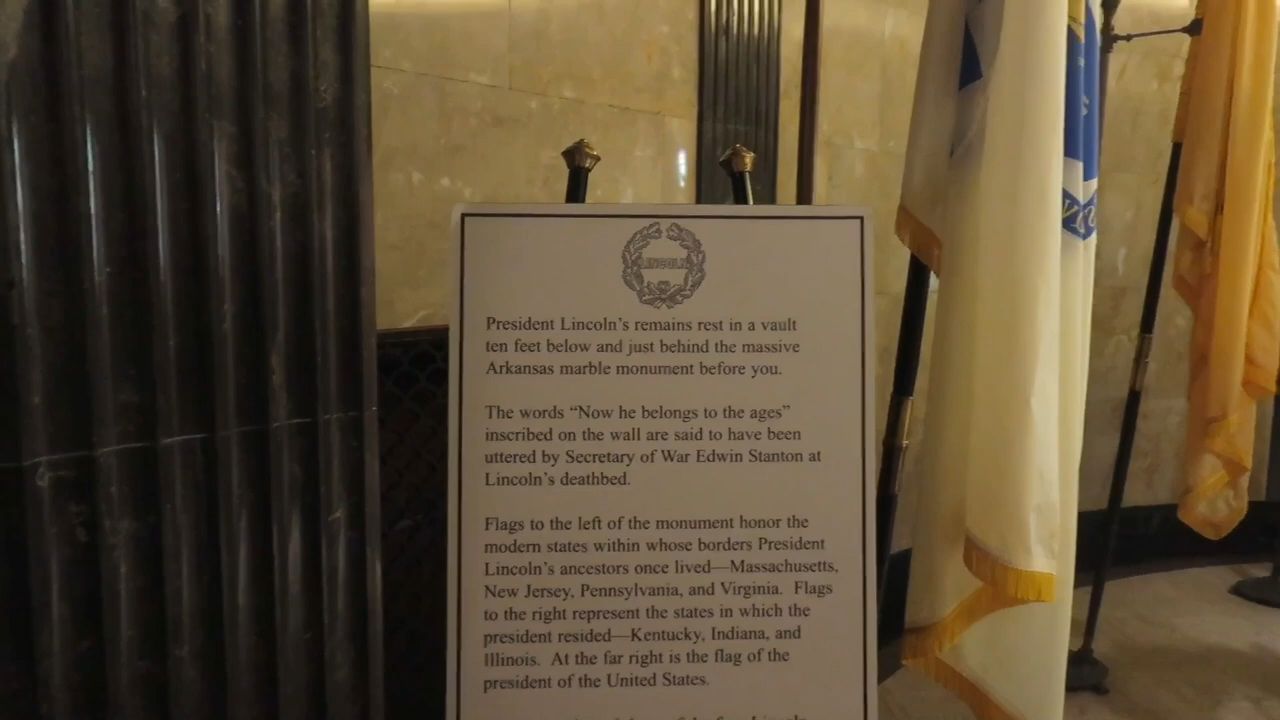 LINCOLN
President Lincoln's remains rest in a vault
ten feet below and just behind the massive
Arkansas marble monument before you.
The words “Now he belongs to the ages”
inscribed on the wall are said to have been
uttered by Secretary of War Edwin Stanton at
Lincoln's deathbed.
Flags to the left of the monument honor the
modern states within whose borders President
Lincoln's ancestors once lived—Massachusetts,
New Jersey, Pennsylvania, and Virginia. Flags
to the right represent the states in which the
president resided—Kentucky, Indiana, and
Illinois. At the far right is the flag of the
president of the United States.